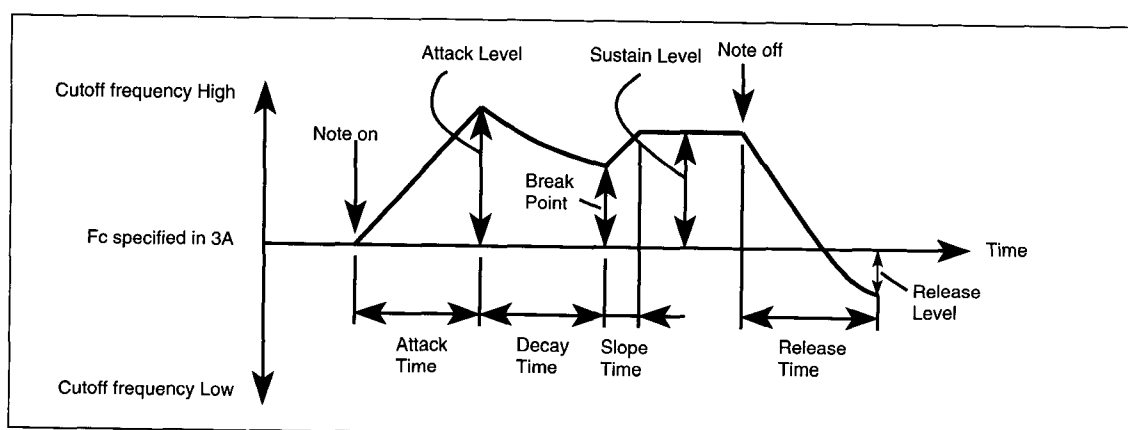 Attack Level
Sustain Level
Note off
Cutoff frequency High
Note on
Break
Point
Fc specified in 3A
Time
Release
Level
Attack
Time
Decay
Time
Slope
Time
Release
Time
Cutoff frequency Low